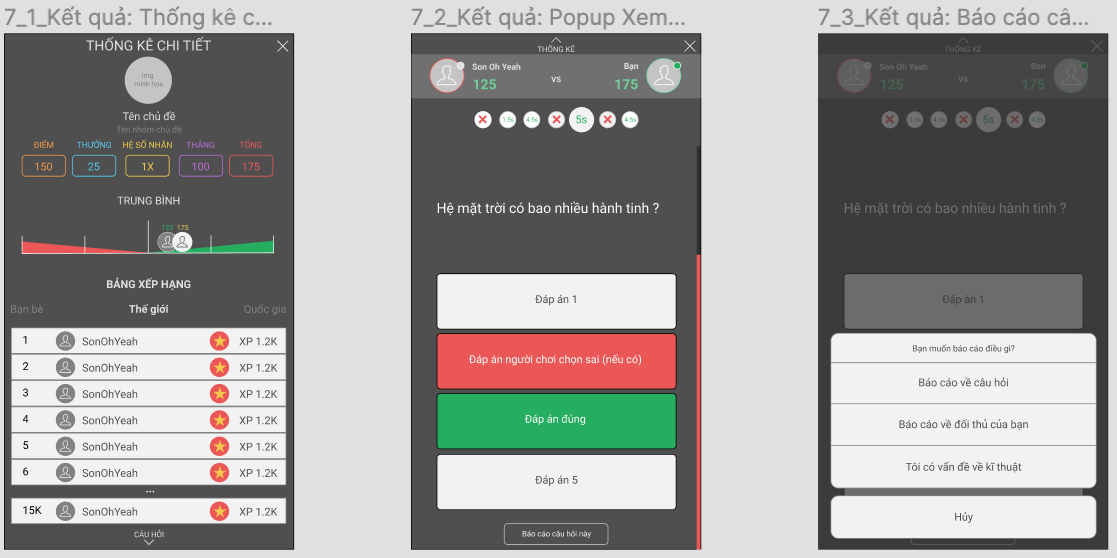 7_1_Kết quả: Thống kê c...
THỐNG KÊ CHI TIẾT
img
minh họa
Tên chủ đề
Tên nhóm chủ đề
ĐIỂM THƯỞNG HỆ SỐ NHÂN THẮNG TỔNG
150 25 1X 100 175
TRUNG BÌNH
125 175
BẢNG XẾP HẠNG
Bạn bè Thế giới Quốc gia
1 SonOhYeah XP 1.2K
2 SonOhYeah XP 1.2K
3 SonOhYeah XP 1.2K
4 SonOhYeah XP 1.2K
5 SonOhYeah XP 1.2K
6 SonOhYeah XP 1.2K
...
15K SonOhYeah XP 1.2K
CÂU HỎI
7_2_Kết quả: Popup Xem...
THỐNG KÊ
Son Oh Yeah VS Bạn
125 175
1.5s 4.5s 5s 4.5s
Hệ mặt trời có bao nhiêu hành tinh ?
Đáp án 1
Đáp án người chơi chọn sai (nếu có)
Đáp án đúng
Đáp án 5
Báo cáo câu hỏi này
7_3_Kết quả: Báo cáo câ...
THỐNG KÊ
Son Oh Yeah VS Bạn
125 175
1.5s 4.5s 5s 4.5s
Hệ mặt trời có bao nhiêu hành tinh ?
Đáp án 1
Bạn muốn báo cáo điều gì?
Báo cáo về câu hỏi
Báo cáo về đối thủ của bạn
Tôi có vấn đề về kĩ thuật
Hủy